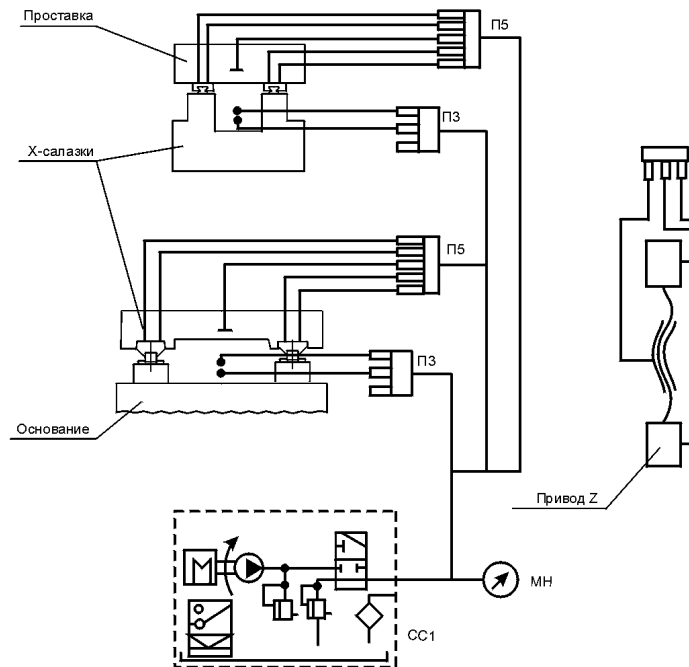 Проставка
П5
П3
X-салазки
П5
П3
Основание
Привод Z
МН
СС1
М